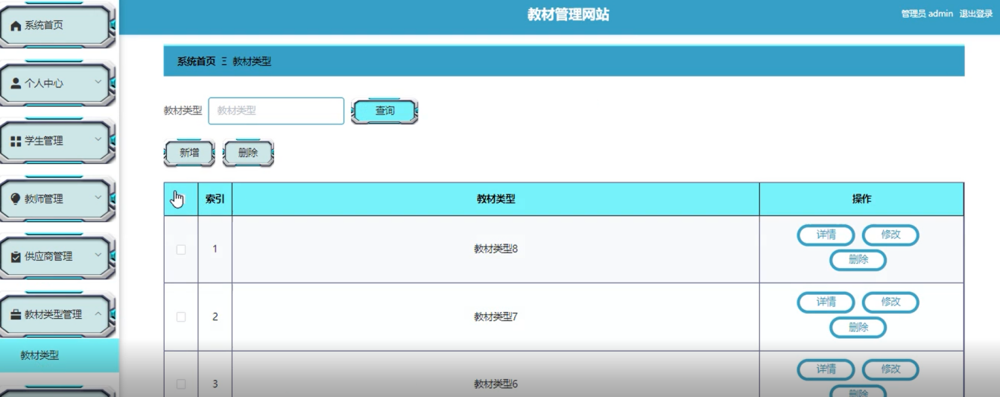 教材管理网站
管理员 admin 退出登录
系统首页
个人中心
学生管理
教师管理
供应商管理
教材类型管理
教材类型
系统首页 Ξ 教材类型
教材类型 教材类型 查询
新增 删除
索引 教材类型 操作
1 教材类型8 详情 修改
删除
2 教材类型7 详情 修改
删除
3 教材类型6 详情 修改
删除